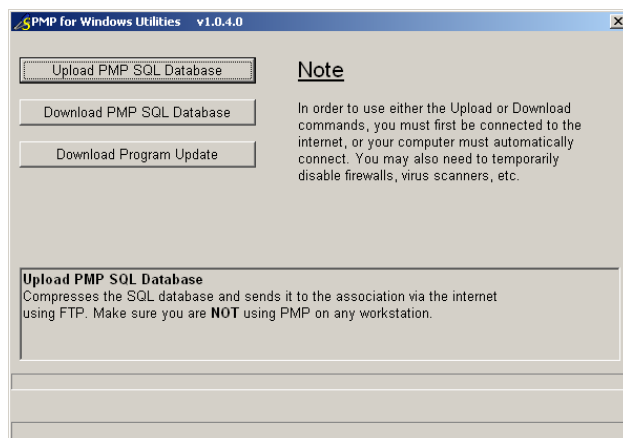 PMP for Windows Utilities v1.0.4.0
Upload PMP SQL Database
Download PMP SQL Database
Download Program Update
Note
In order to use either the Upload or Download
commands, you must first be connected to the
internet, or your computer must automatically
connect. You may also need to temporarily
disable firewalls, virus scanners, etc.
Upload PMP SQL Database
Compresses the SQL database and sends it to the association via the internet
using FTP. Make sure you are NOT using PMP on any workstation.